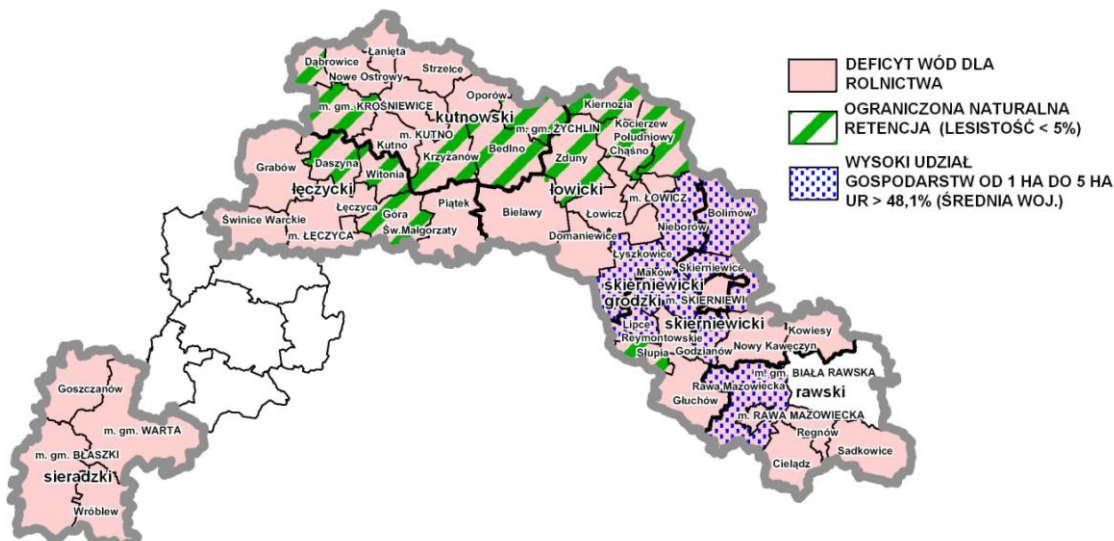 Łanięta
Dąbrowice
Nowe Ostrowy
Strzelce
Oporów
m. gm. KROŚNIEWICE
kutnowski
m. KUTNO
Kutno
Krzyżanów
Bedlno
m. gm. ŻYCHLIN
Kiernozia
Kocierzew
Południowy
Chąśno
Zduny
łowicki
Łowicz
m. ŁOWICZ
Grabów
Daszyna
Witonia
łęczycki
Łęczyca
Góra
Św.Małgorzaty
Piątek
Bielawy
Domaniewice
Świnice Warckie
m. ŁĘCZYCA
Nieborów
Bolimów
Łyszkowice
Maków
Skierniewice
skierniewicki
grodzki
m. SKIERNIEWI
skierniewicki
Lipce
Reymontowskie
Słupia
Godzianów
Nowy Kawęczyn
Kowiesy
m. gm. BIAŁA RAWSKA
Rawa Mazowiecka
rawski
Głuchów
m. RAWA MAZOWIECKA
Regnów
Sadkowice
Cielądz
Goszczanów
m. gm. WARTA
m. gm. BŁASZKI
sieradzki
Wróblew
DEFICYT WÓD DLA
ROLNICTWA
OGRANICZONA NATURALNA
RETENCJA (LESISTOŚĆ < 5%)
WYSOKI UDZIAŁ
GOSPODARSTW OD 1 HA DO 5 HA
UR > 48,1% (ŚREDNIA WOJ.)